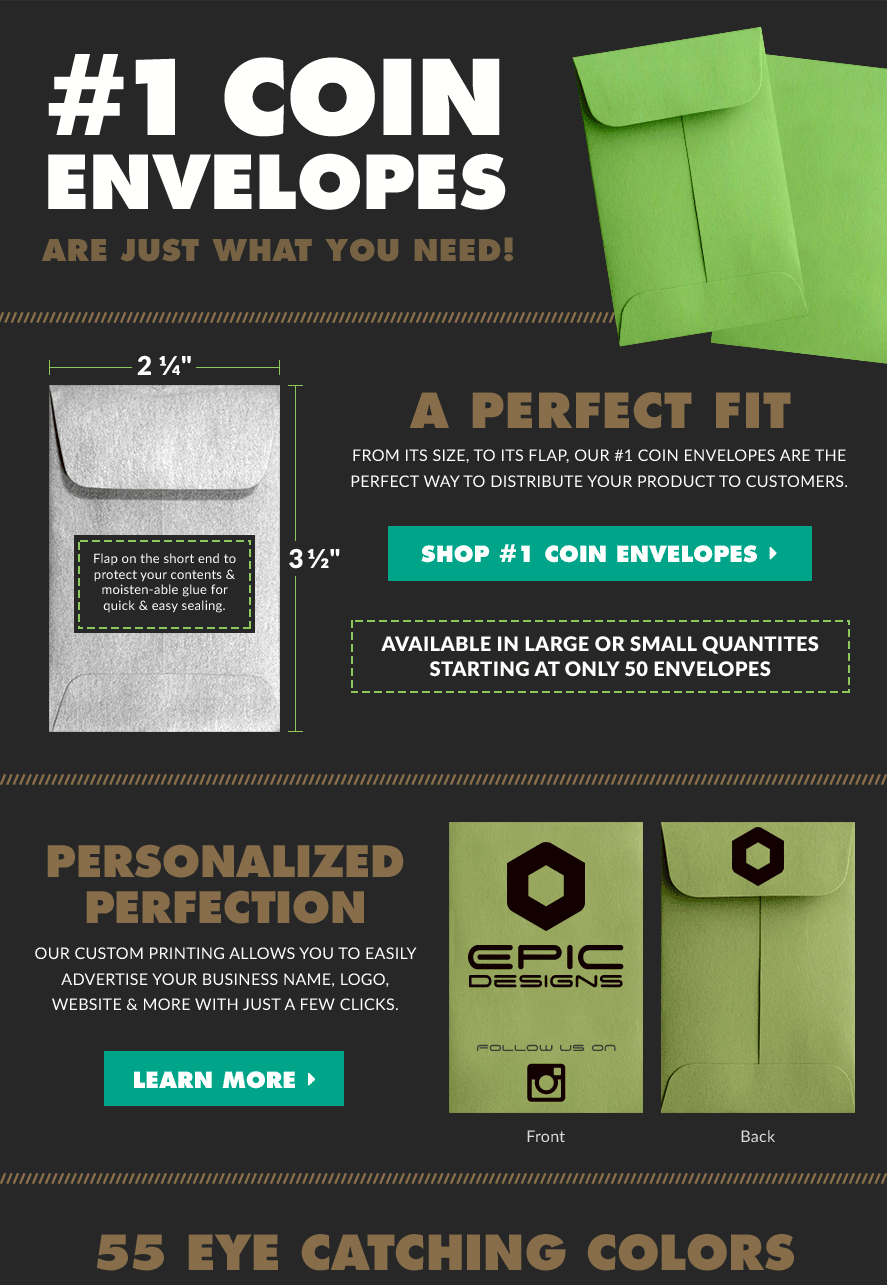 #1 COIN
ENVELOPES
ARE JUST WHAT YOU NEED!
2 ¼"
A PERFECT FIT
FROM ITS SIZE, TO ITS FLAP, OUR #1 COIN ENVELOPES ARE THE
PERFECT WAY TO DISTRIBUTE YOUR PRODUCT TO CUSTOMERS.
SHOP #1 COIN ENVELOPES
Flap on the short end to
protect your contents &
moisten-able glue for
quick & easy sealing.
3 ½"
AVAILABLE IN LARGE OR SMALL QUANTITES
STARTING AT ONLY 50 ENVELOPES
PERSONALIZED
PERFECTION
OUR CUSTOM PRINTING ALLOWS YOU TO EASILY
ADVERTISE YOUR BUSINESS NAME, LOGO,
WEBSITE & MORE WITH JUST A FEW CLICKS.
LEARN MORE
EPIC
DESIGNS
FOLLOW US ON
Front
Back
55 EYE CATCHING COLORS